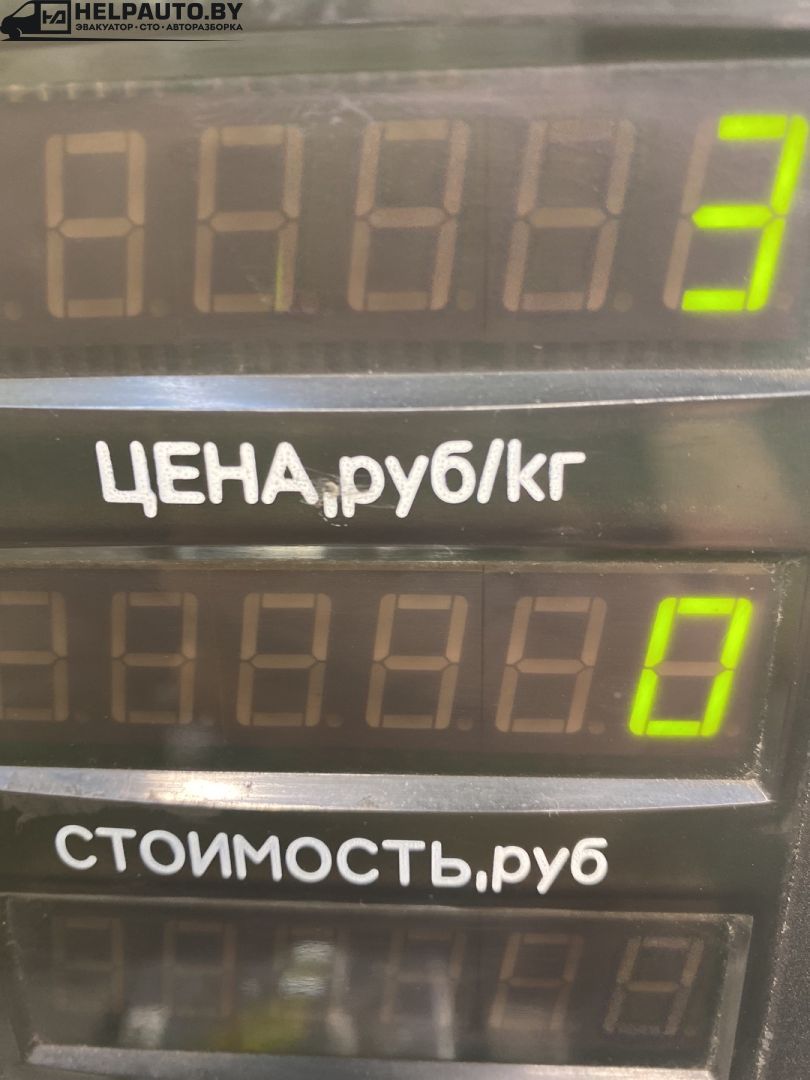 HELPAUTO.BY
ЭВАКУАТОР • СТО • АВТОРАЗБОРКА
3
ЦЕНА,руб/кг
0
СТОИМОСТЬ,руб